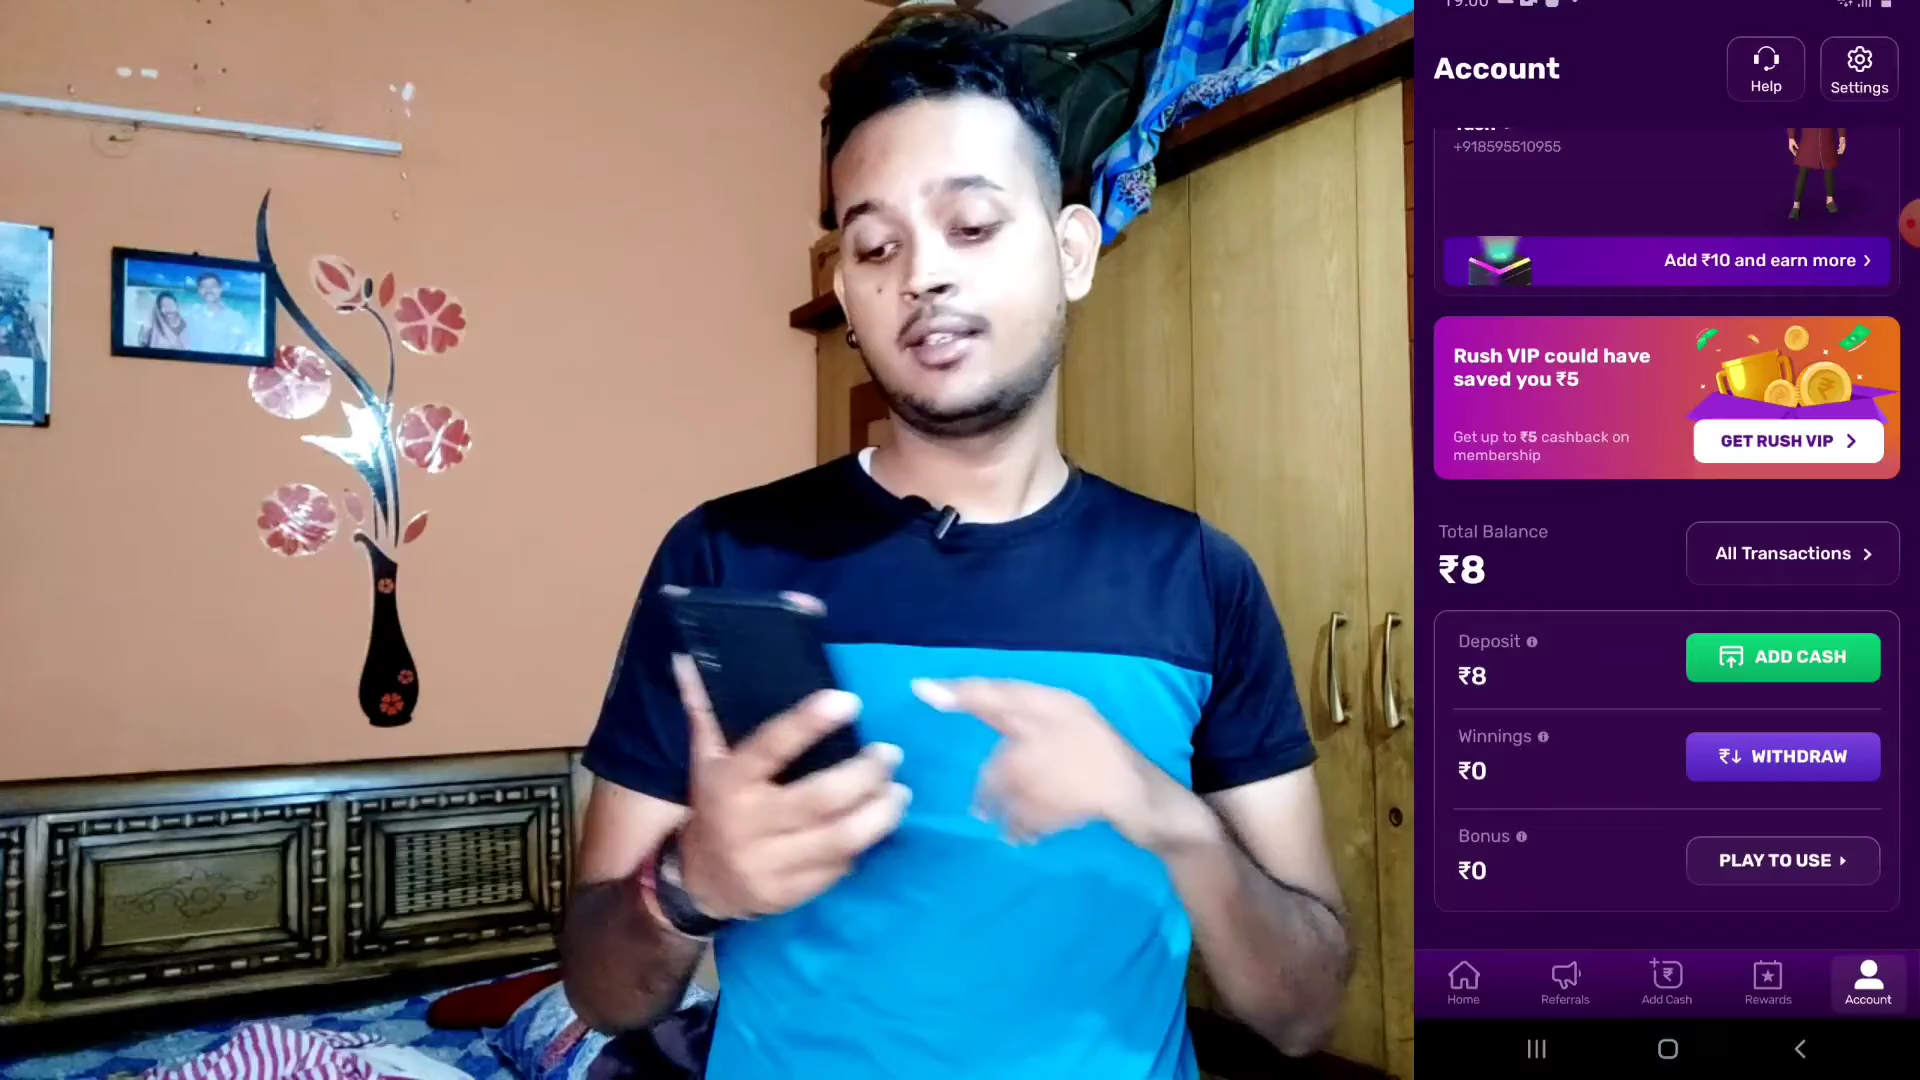 Account
Help
Settings
+918595510955
Add ₹10 and earn more
Rush VIP could have
saved you ₹5
Get up to ₹5 cashback on
membership
GET RUSH VIP
Total Balance
₹8
All Transactions
Deposit
₹8
ADD CASH
Winnings
₹0
WITHDRAW
Bonus
₹0
PLAY TO USE
Home
Referrals
Add Cash
Rewards
Account